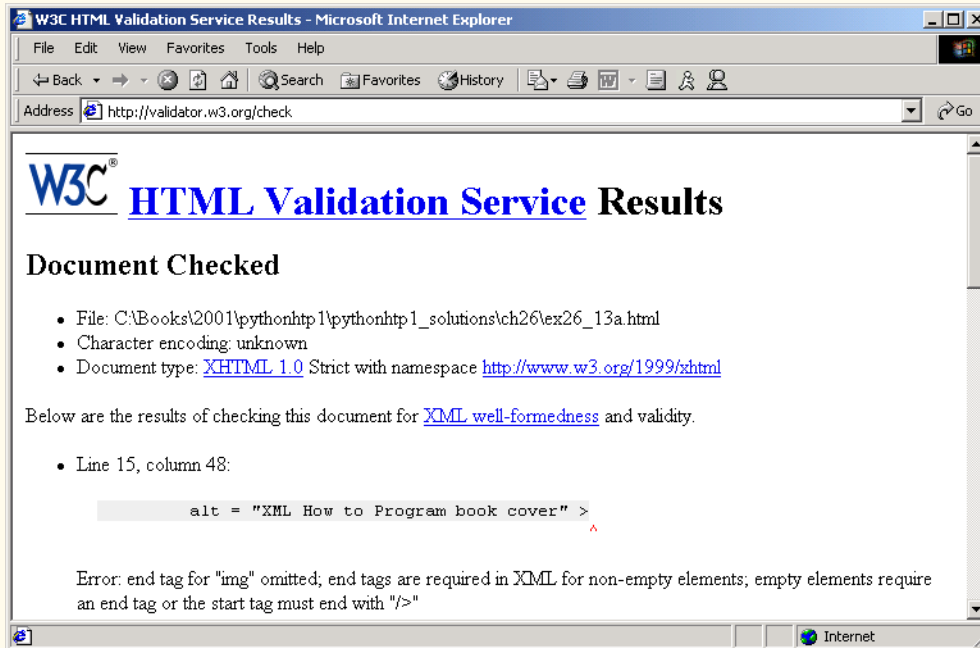 W3C HTML Validation Service Results - Microsoft Internet Explorer
File Edit View Favorites Tools Help
Back Search Favorites History
Address http://validator.w3.org/check Go
W3C® HTML Validation Service Results
Document Checked
• File: C:\Books\2001\pythonhtp1\pythonhtp1_solutions\ch26\ex26_13a.html
• Character encoding: unknown
• Document type: XHTML 1.0 Strict with namespace http://www.w3.org/1999/xhtml
Below are the results of checking this document for XML well-formedness and validity.
• Line 15, column 48:
alt = "XML How to Program book cover" >
^
Error: end tag for "img" omitted; end tags are required in XML for non-empty elements; empty elements require
an end tag or the start tag must end with "/>"
Internet